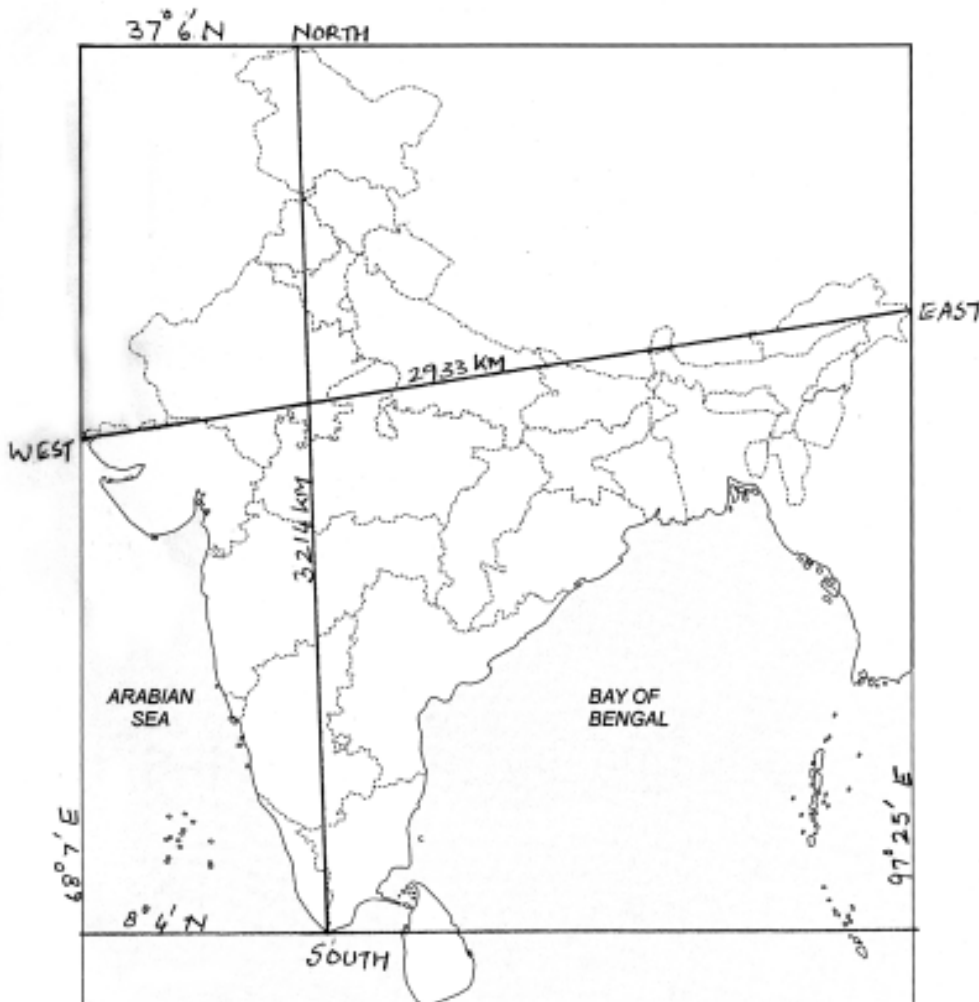 37° 6' N
NORTH
EAST
2933 KM
WEST
3214 KM
ARABIAN
SEA
BAY OF
BENGAL
68° 7' E
97° 25' E
8° 4' N
SOUTH